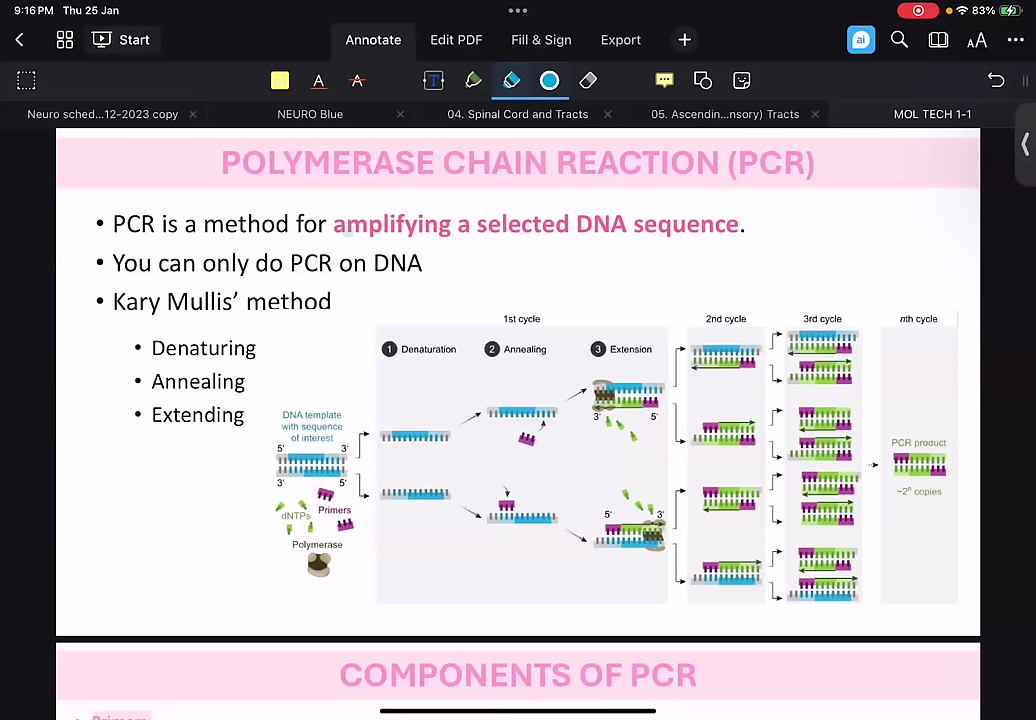 9:16 PM Thu 25 Jan
83%
Start
Annotate
Edit PDF
Fill & Sign
Export
ai
AA
T
A
A
Neuro sched...12-2023 copy
NEURO Blue
04. Spinal Cord and Tracts
05. Ascendin...nsory) Tracts
MOL TECH 1-1
POLYMERASE CHAIN REACTION (PCR)
• PCR is a method for amplifying a selected DNA sequence.
• You can only do PCR on DNA
• Kary Mullis’ method
• Denaturing
• Annealing
• Extending
1st cycle
2nd cycle
3rd cycle
nth cycle
1 Denaturation
2 Annealing
3 Extension
DNA template
with sequence
of interest
5' 3'
3' 5'
dNTPs
Primers
Polymerase
3' 5'
5' 3'
PCR product
~2ⁿ copies
COMPONENTS OF PCR
Primers